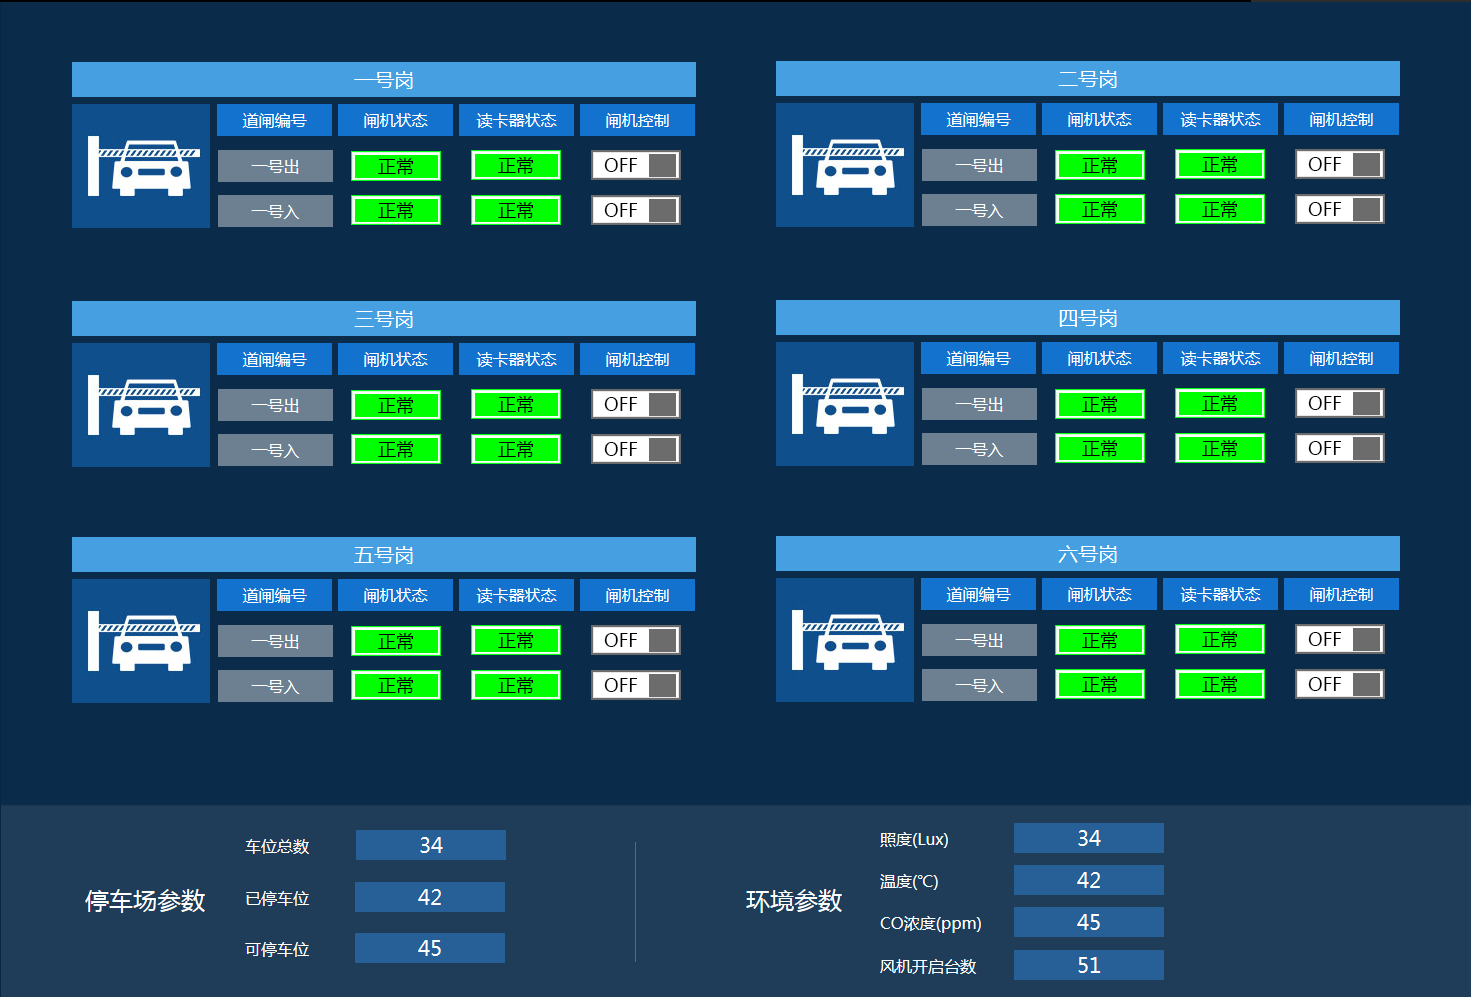 一号岗
道闸编号 闸机状态 读卡器状态 闸机控制
一号出 正常 正常 OFF
一号入 正常 正常 OFF
二号岗
道闸编号 闸机状态 读卡器状态 闸机控制
一号出 正常 正常 OFF
一号入 正常 正常 OFF
三号岗
道闸编号 闸机状态 读卡器状态 闸机控制
一号出 正常 正常 OFF
一号入 正常 正常 OFF
四号岗
道闸编号 闸机状态 读卡器状态 闸机控制
一号出 正常 正常 OFF
一号入 正常 正常 OFF
五号岗
道闸编号 闸机状态 读卡器状态 闸机控制
一号出 正常 正常 OFF
一号入 正常 正常 OFF
六号岗
道闸编号 闸机状态 读卡器状态 闸机控制
一号出 正常 正常 OFF
一号入 正常 正常 OFF
停车场参数
车位总数 34
已停车位 42
可停车位 45
环境参数
照度(Lux) 34
温度(℃) 42
CO浓度(ppm) 45
风机开启台数 51